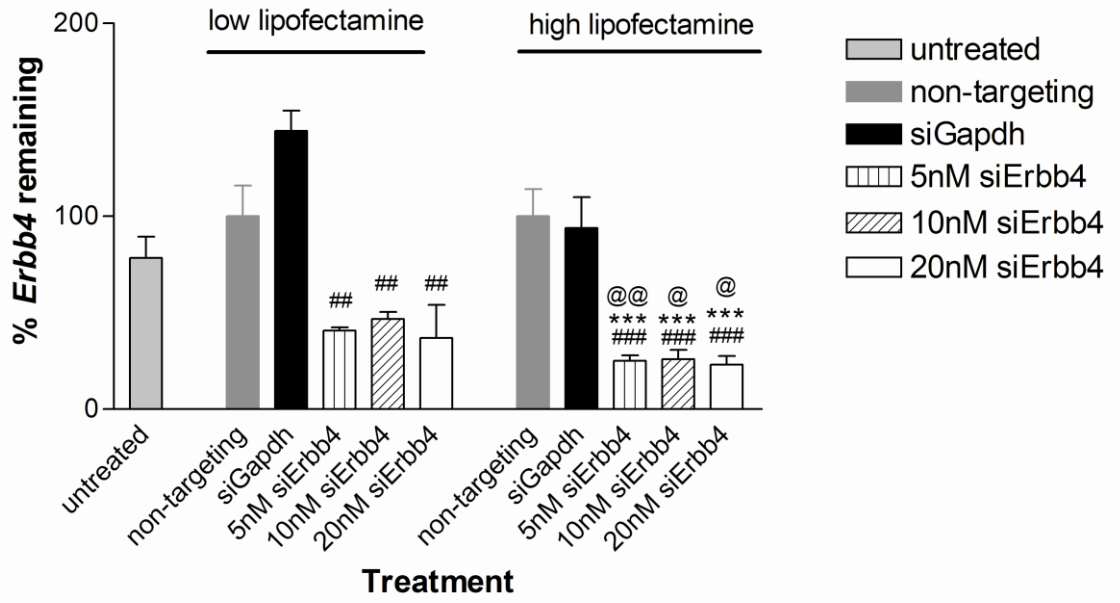 200
100
0
% Erbb4 remaining
low lipofectamine
high lipofectamine
##
##
##
@@
***
###
@
***
###
@
***
###
untreated
non-targeting
siGapdh
5nM siErbb4
10nM siErbb4
20nM siErbb4
non-targeting
siGapdh
5nM siErbb4
10nM siErbb4
20nM siErbb4
Treatment
untreated
non-targeting
siGapdh
5nM siErbb4
10nM siErbb4
20nM siErbb4